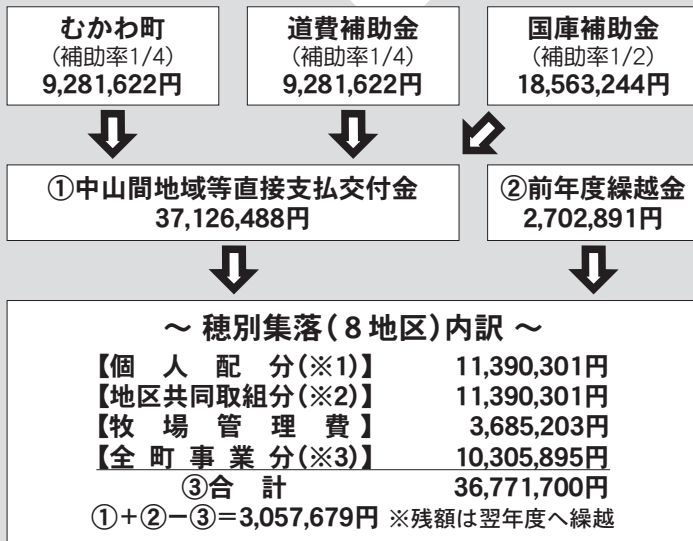 むかわ町
(補助率1/4)
9,281,622円
道費補助金
(補助率1/4)
9,281,622円
国庫補助金
(補助率1/2)
18,563,244円
①中山間地域等直接支払交付金
37,126,488円
②前年度繰越金
2,702,891円
～ 穂別集落(8地区)内訳 ～
【個人配分(※1)】 11,390,301円
【地区共同取組分(※2)】 11,390,301円
【牧場管理費】 3,685,203円
【全町事業分(※3)】 10,305,895円
③合計 36,771,700円
①+②-③=3,057,679円 ※残額は翌年度へ繰越